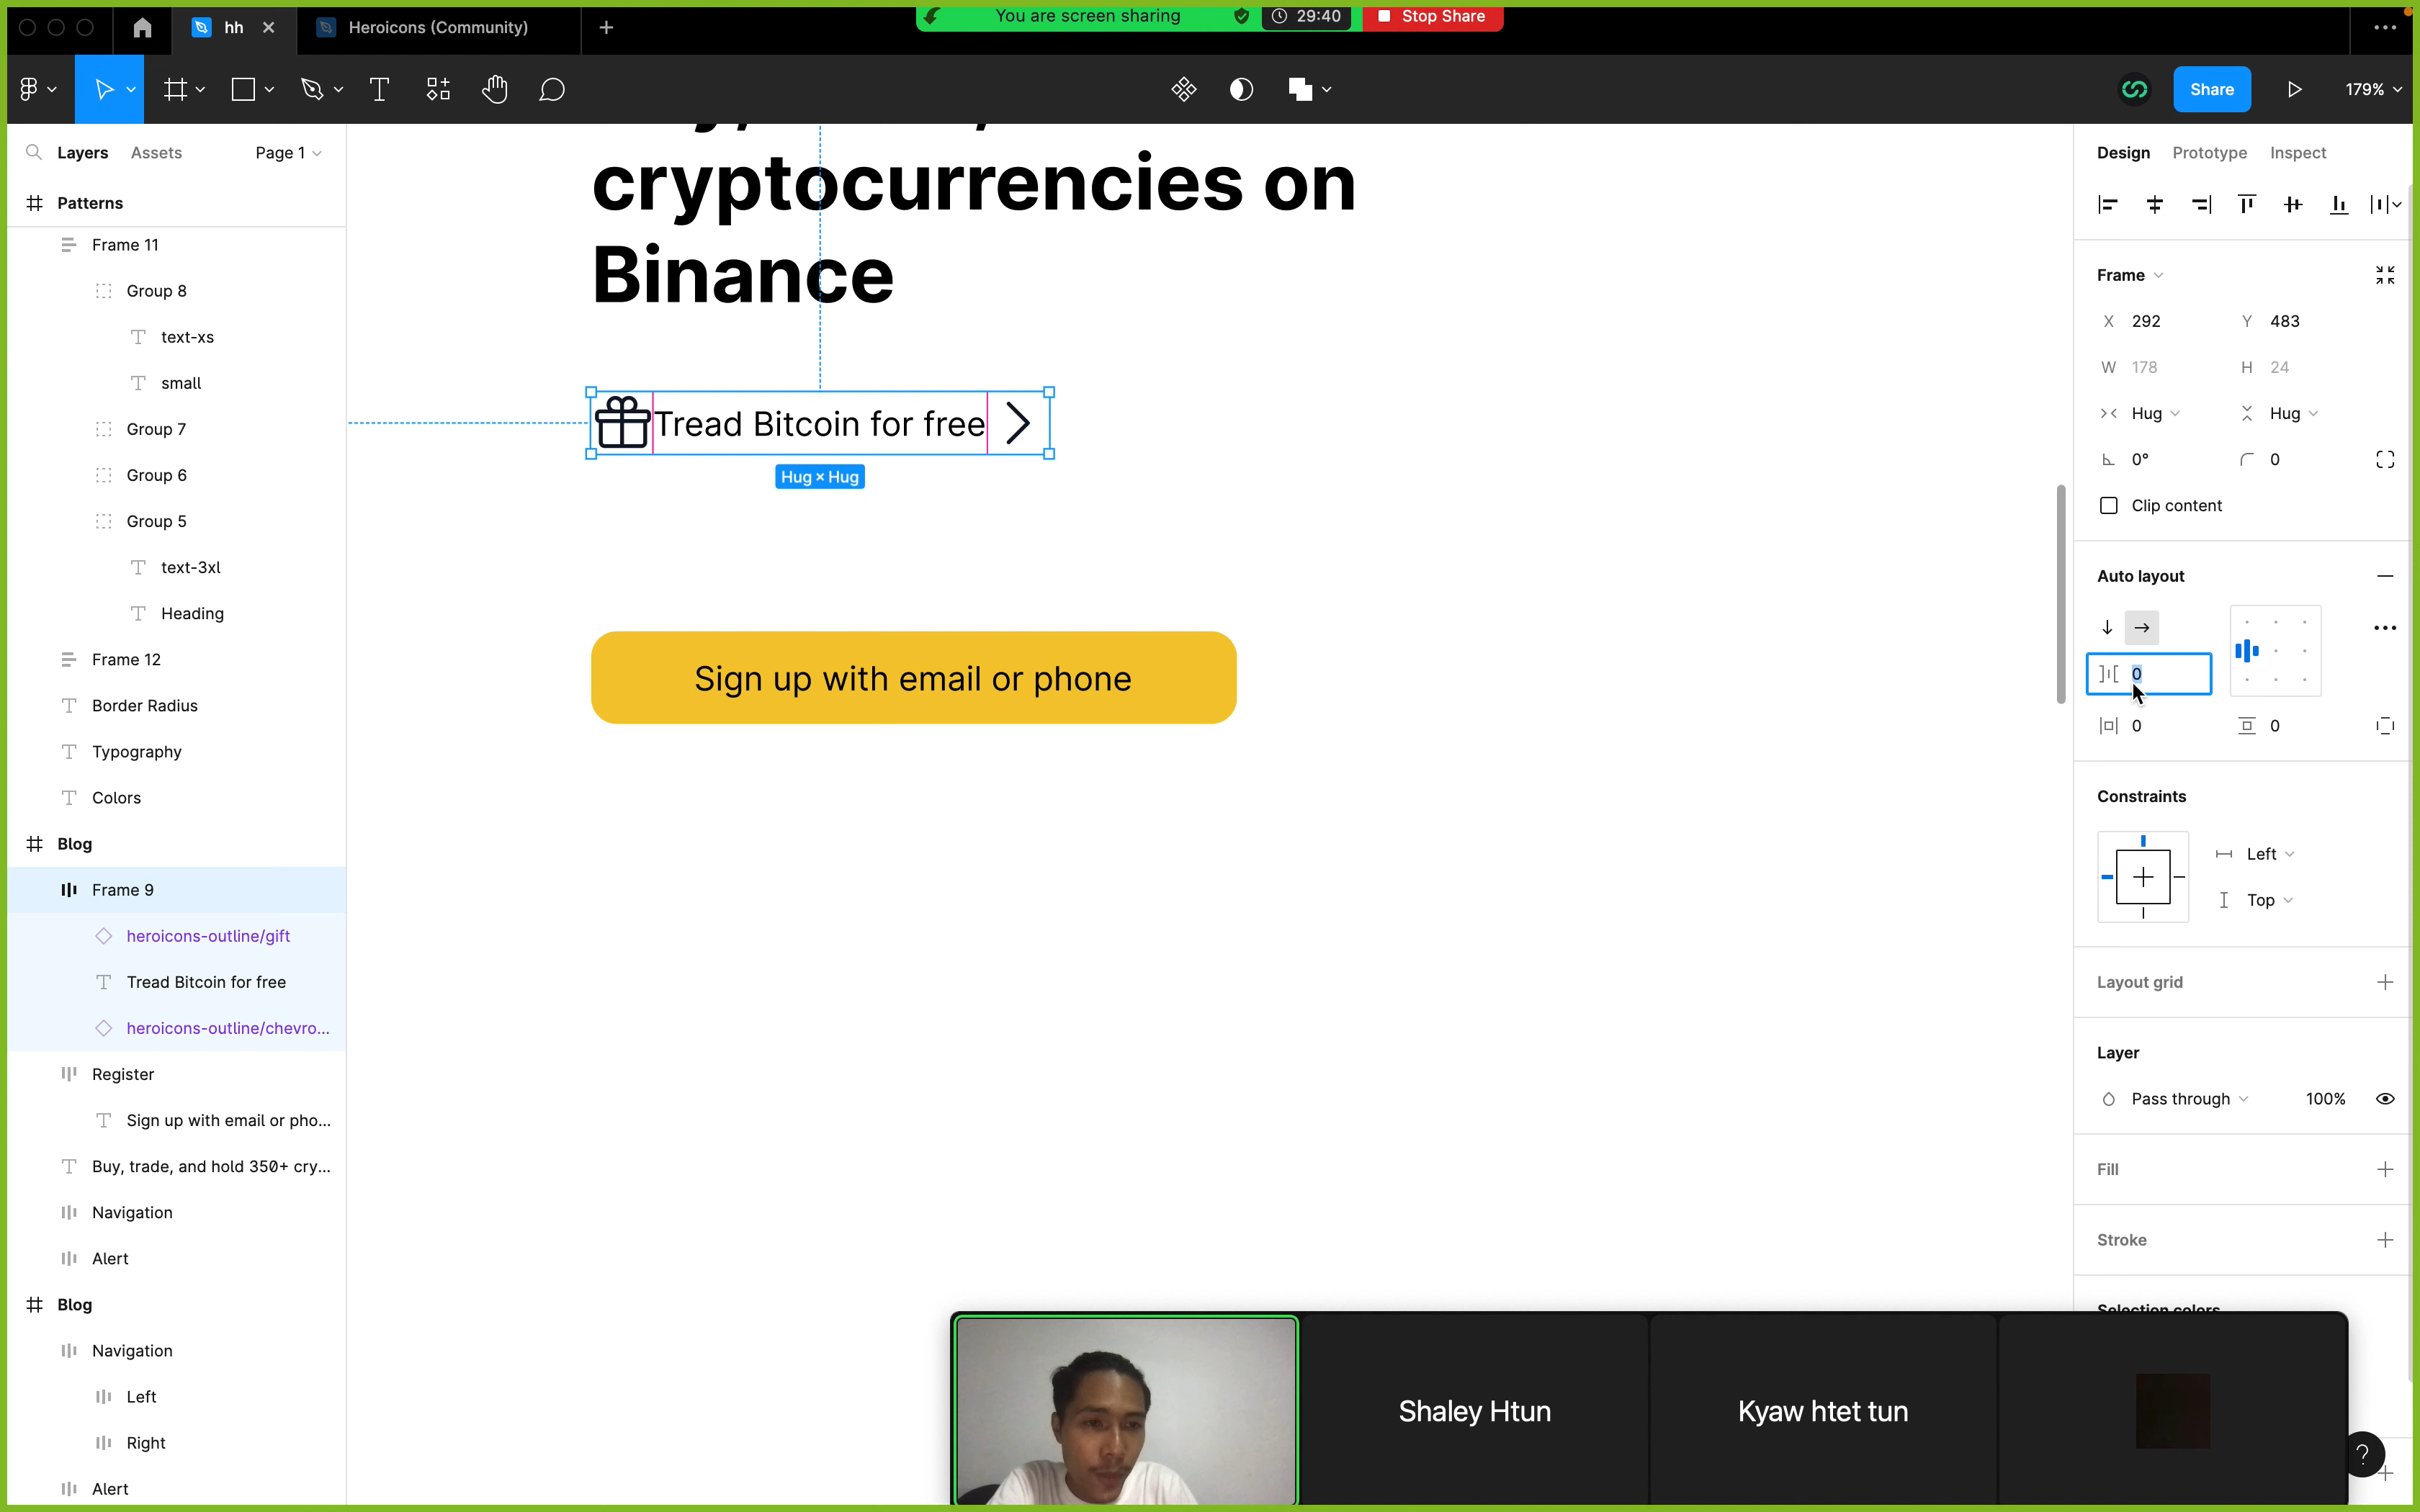 hh
Heroicons (Community)
You are screen sharing
29:40
Stop Share
Share
179%
Layers
Assets
Page 1
Design
Prototype
Inspect
Patterns
Frame 11
Group 8
text-xs
small
Group 7
Group 6
Group 5
text-3xl
Heading
Frame 12
Border Radius
Typography
Colors
Blog
Frame 9
heroicons-outline/gift
Tread Bitcoin for free
heroicons-outline/chevro...
Register
Sign up with email or pho...
Buy, trade, and hold 350+ cry...
Navigation
Alert
Blog
Navigation
Left
Right
Alert
cryptocurrencies on
Binance
Tread Bitcoin for free
Hug × Hug
Sign up with email or phone
Frame
X 292 Y 483
W 178 H 24
Hug Hug
0° 0
Clip content
Auto layout
0
0 0
Constraints
Left
Top
Layout grid
Layer
Pass through 100%
Fill
Stroke
Selection colors
Shaley Htun
Kyaw htet tun
?